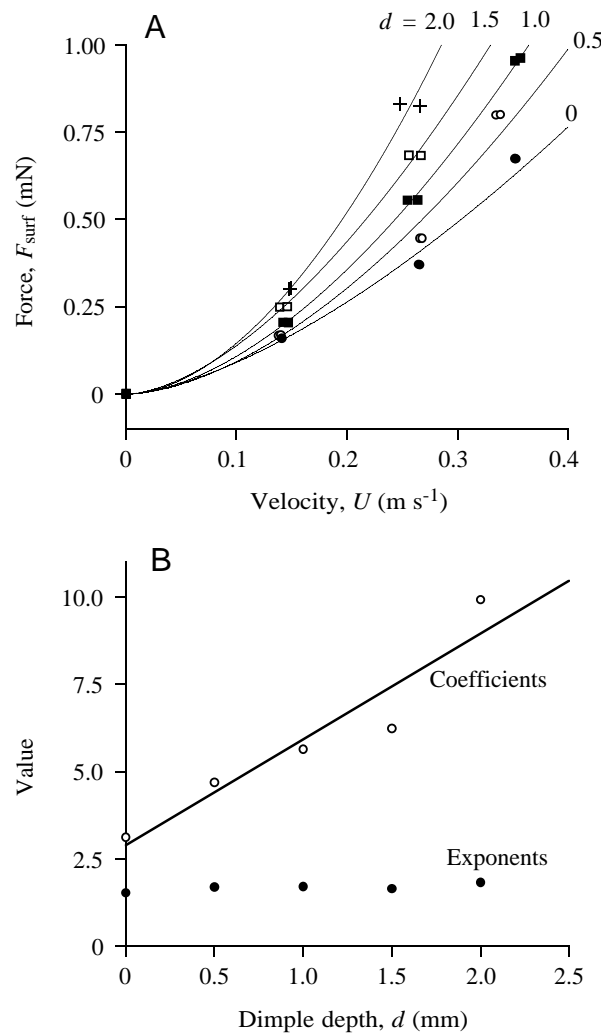 A
d = 2.0 1.5 1.0 0.5
0
1.00
0.75
0.50
0.25
0
Force, F_surf (mN)
0 0.1 0.2 0.3 0.4
Velocity, U (m s⁻¹)
B
10.0
7.5
5.0
2.5
0
Value
Coefficients
Exponents
0 0.5 1.0 1.5 2.0 2.5
Dimple depth, d (mm)